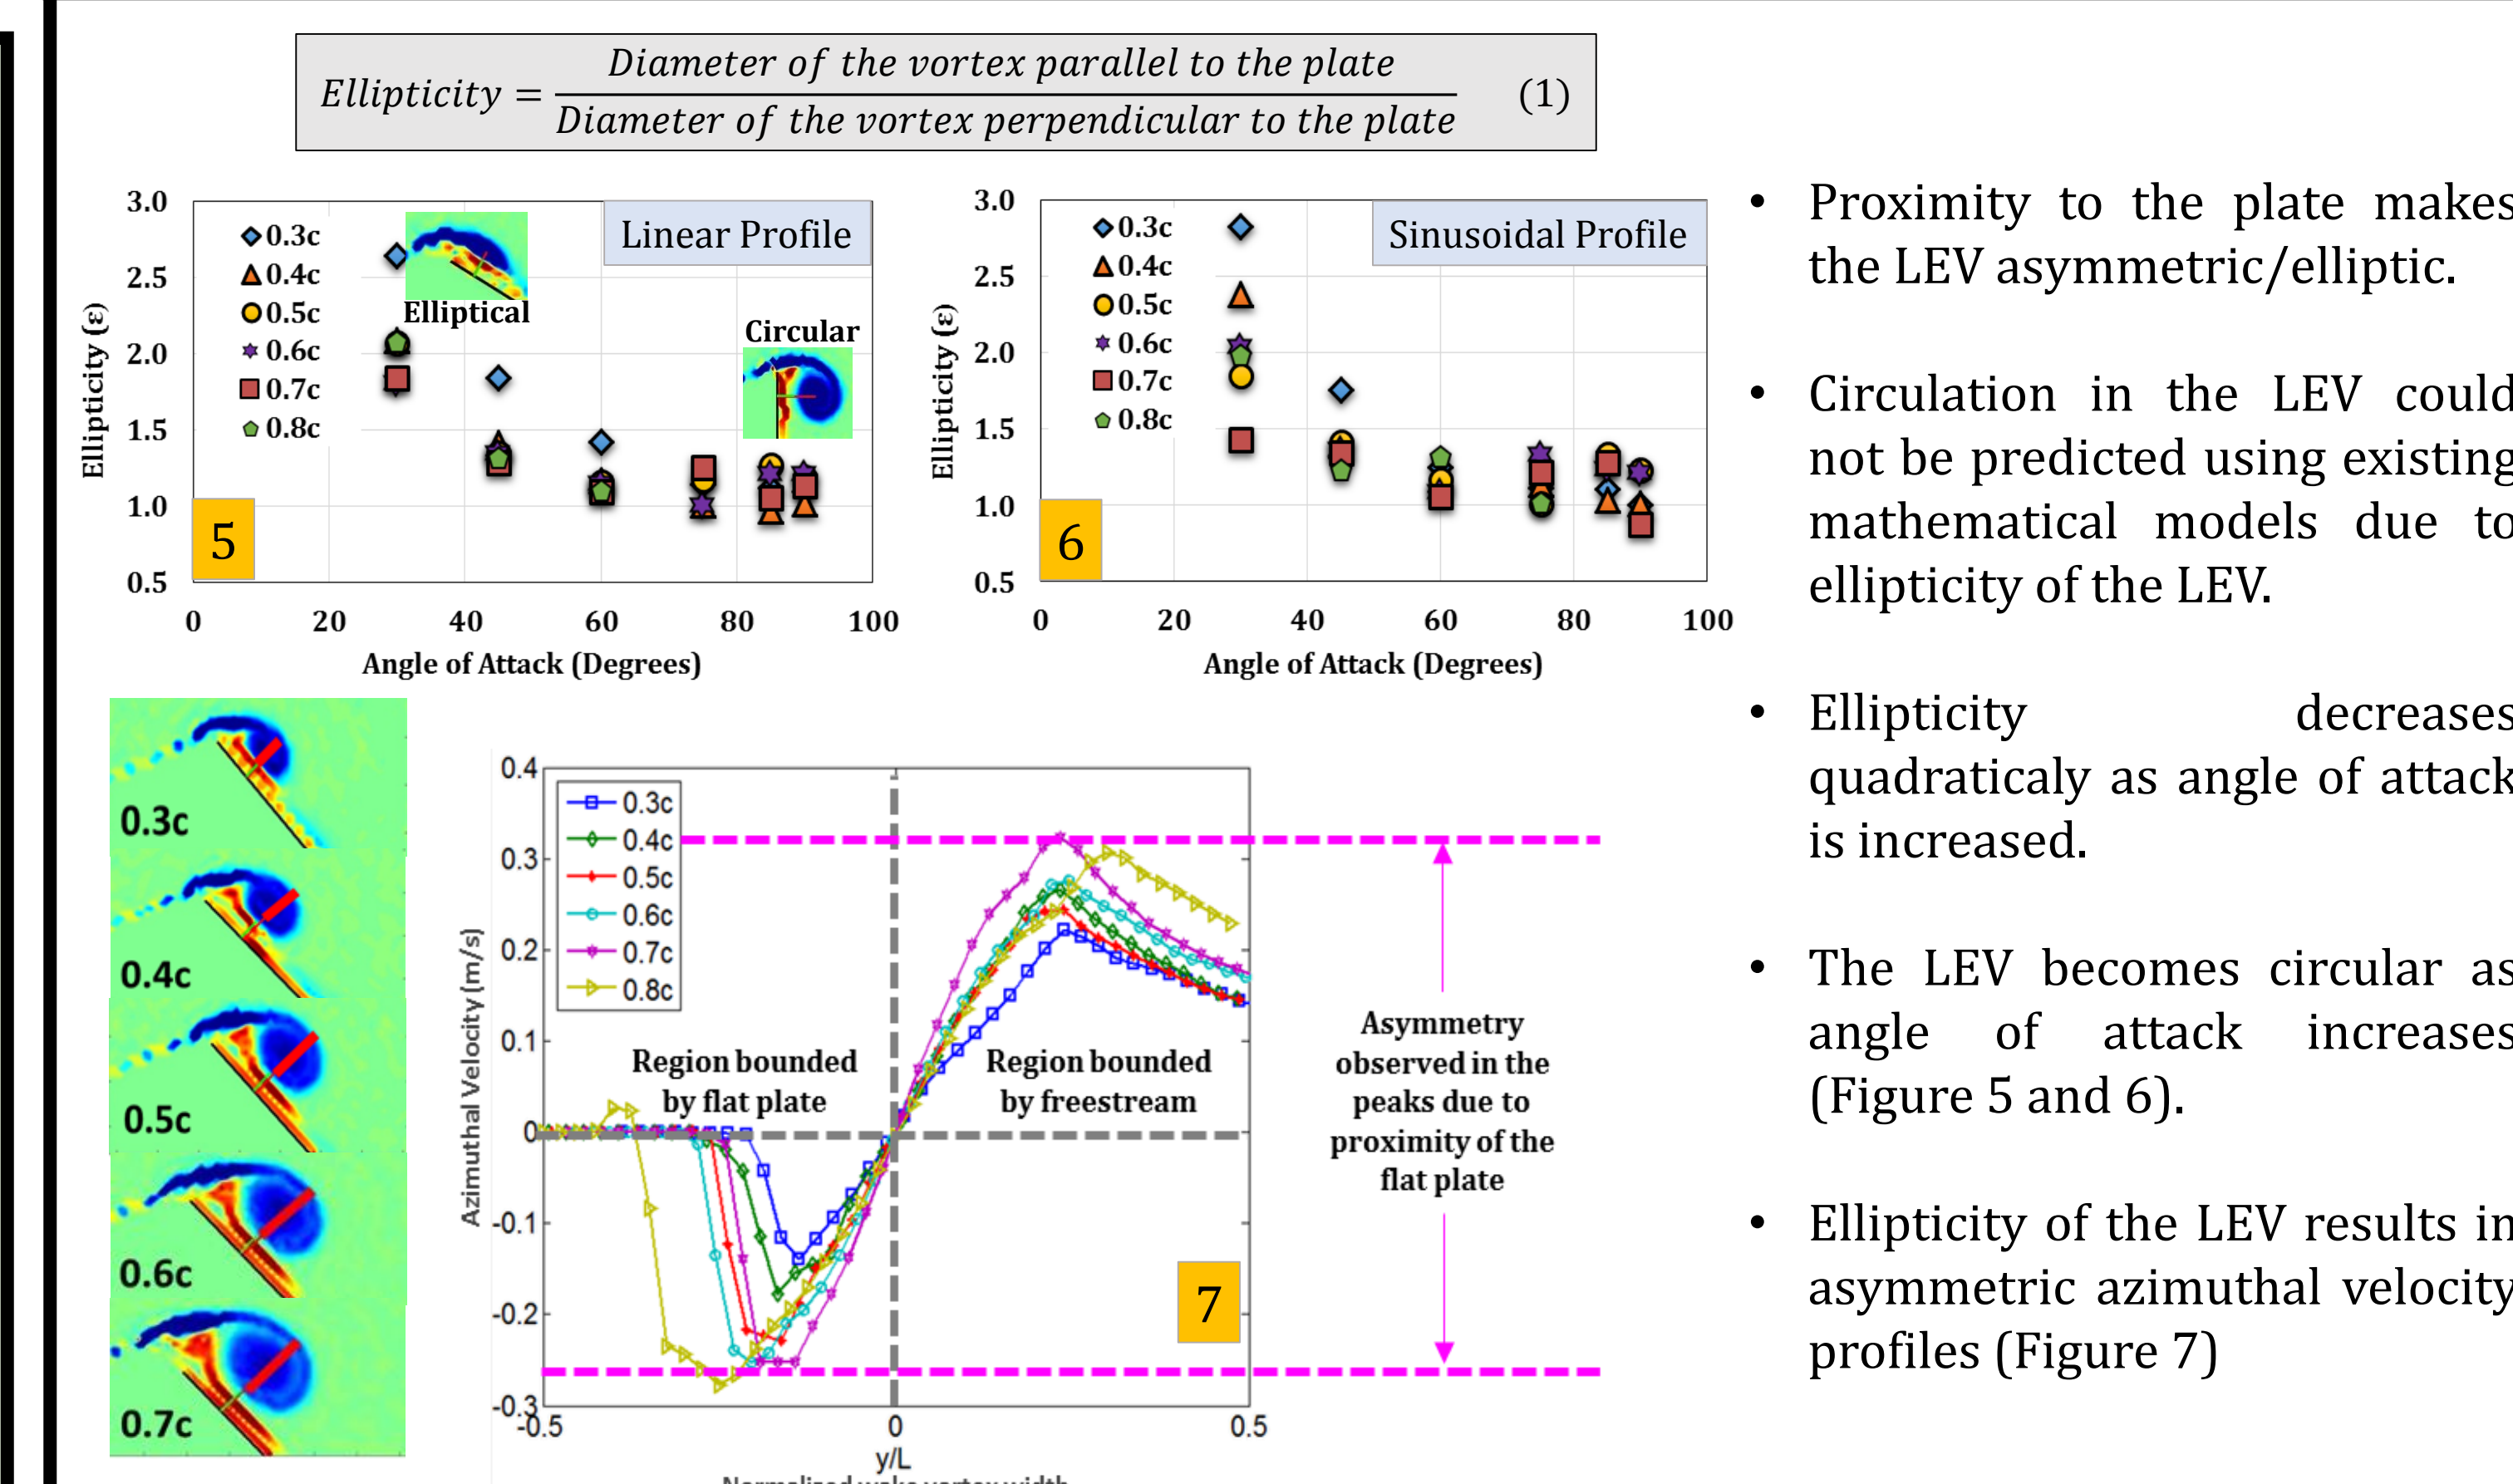 Ellipticity = Diameter of the vortex parallel to the plate / Diameter of the vortex perpendicular to the plate (1)
3.0
2.5
2.0
1.5
1.0
0.5
Ellipticity (ε)
0.3c
0.4c
0.5c
0.6c
0.7c
0.8c
Linear Profile
Elliptical
Circular
5
0 20 40 60 80 100
Angle of Attack (Degrees)
3.0
2.5
2.0
1.5
1.0
0.5
Ellipticity (ε)
0.3c
0.4c
0.5c
0.6c
0.7c
0.8c
Sinusoidal Profile
6
0 20 40 60 80 100
Angle of Attack (Degrees)
0.3c
0.4c
0.5c
0.6c
0.7c
0.4
0.3
0.2
0.1
0
-0.1
-0.2
-0.3
Azimuthal Velocity (m/s)
0.3c
0.4c
0.5c
0.6c
0.7c
0.8c
Region bounded
by flat plate
Region bounded
by freestream
7
-0.5 0 0.5
y/L
Normalized wake vortex width
Asymmetry
observed in the
peaks due to
proximity of the
flat plate
• Proximity to the plate makes
the LEV asymmetric/elliptic.
• Circulation in the LEV could
not be predicted using existing
mathematical models due to
ellipticity of the LEV.
• Ellipticity decreases
quadraticaly as angle of attack
is increased.
• The LEV becomes circular as
angle of attack increases
(Figure 5 and 6).
• Ellipticity of the LEV results in
asymmetric azimuthal velocity
profiles (Figure 7)